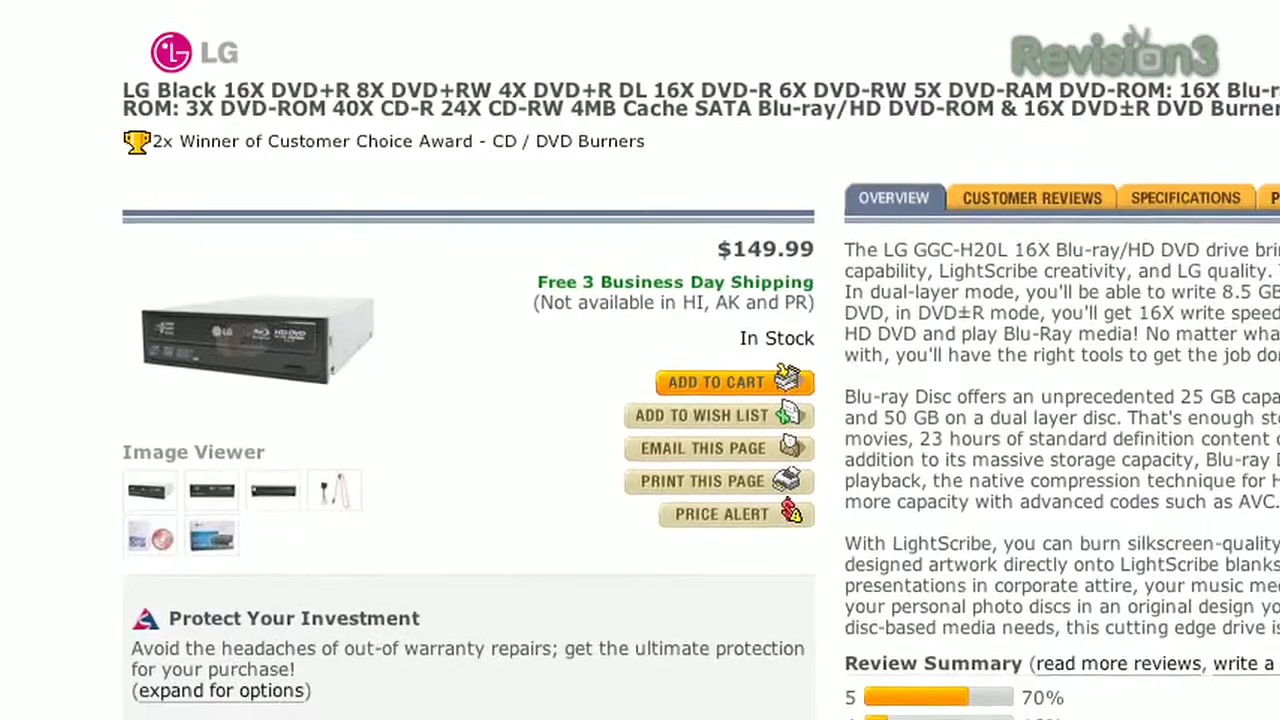 LG
Revision3
LG Black 16X DVD+R 8X DVD+RW 4X DVD+R DL 16X DVD-R 6X DVD-RW 5X DVD-RAM DVD-ROM: 16X Blu-r
ROM: 3X DVD-ROM 40X CD-R 24X CD-RW 4MB Cache SATA Blu-ray/HD DVD-ROM & 16X DVD±R DVD Burner
2x Winner of Customer Choice Award - CD / DVD Burners
OVERVIEW CUSTOMER REVIEWS SPECIFICATIONS
$149.99
Free 3 Business Day Shipping
(Not available in HI, AK and PR)
In Stock
ADD TO CART
ADD TO WISH LIST
EMAIL THIS PAGE
PRINT THIS PAGE
PRICE ALERT
LG
HD DVD
Image Viewer
Protect Your Investment
Avoid the headaches of out-of warranty repairs; get the ultimate protection
for your purchase!
(expand for options)
The LG GGC-H20L 16X Blu-ray/HD DVD drive brin
capability, LightScribe creativity, and LG quality.
In dual-layer mode, you'll be able to write 8.5 GB
DVD, in DVD±R mode, you'll get 16X write speed
HD DVD and play Blu-Ray media! No matter wha
with, you'll have the right tools to get the job do
Blu-ray Disc offers an unprecedented 25 GB capa
and 50 GB on a dual layer disc. That's enough sto
movies, 23 hours of standard definition content o
addition to its massive storage capacity, Blu-ray
playback, the native compression technique for H
more capacity with advanced codes such as AVC.
With LightScribe, you can burn silkscreen-quality
designed artwork directly onto LightScribe blanks
presentations in corporate attire, your music me
your personal photo discs in an original design yo
disc-based media needs, this cutting edge drive is
Review Summary (read more reviews, write a
5 70%